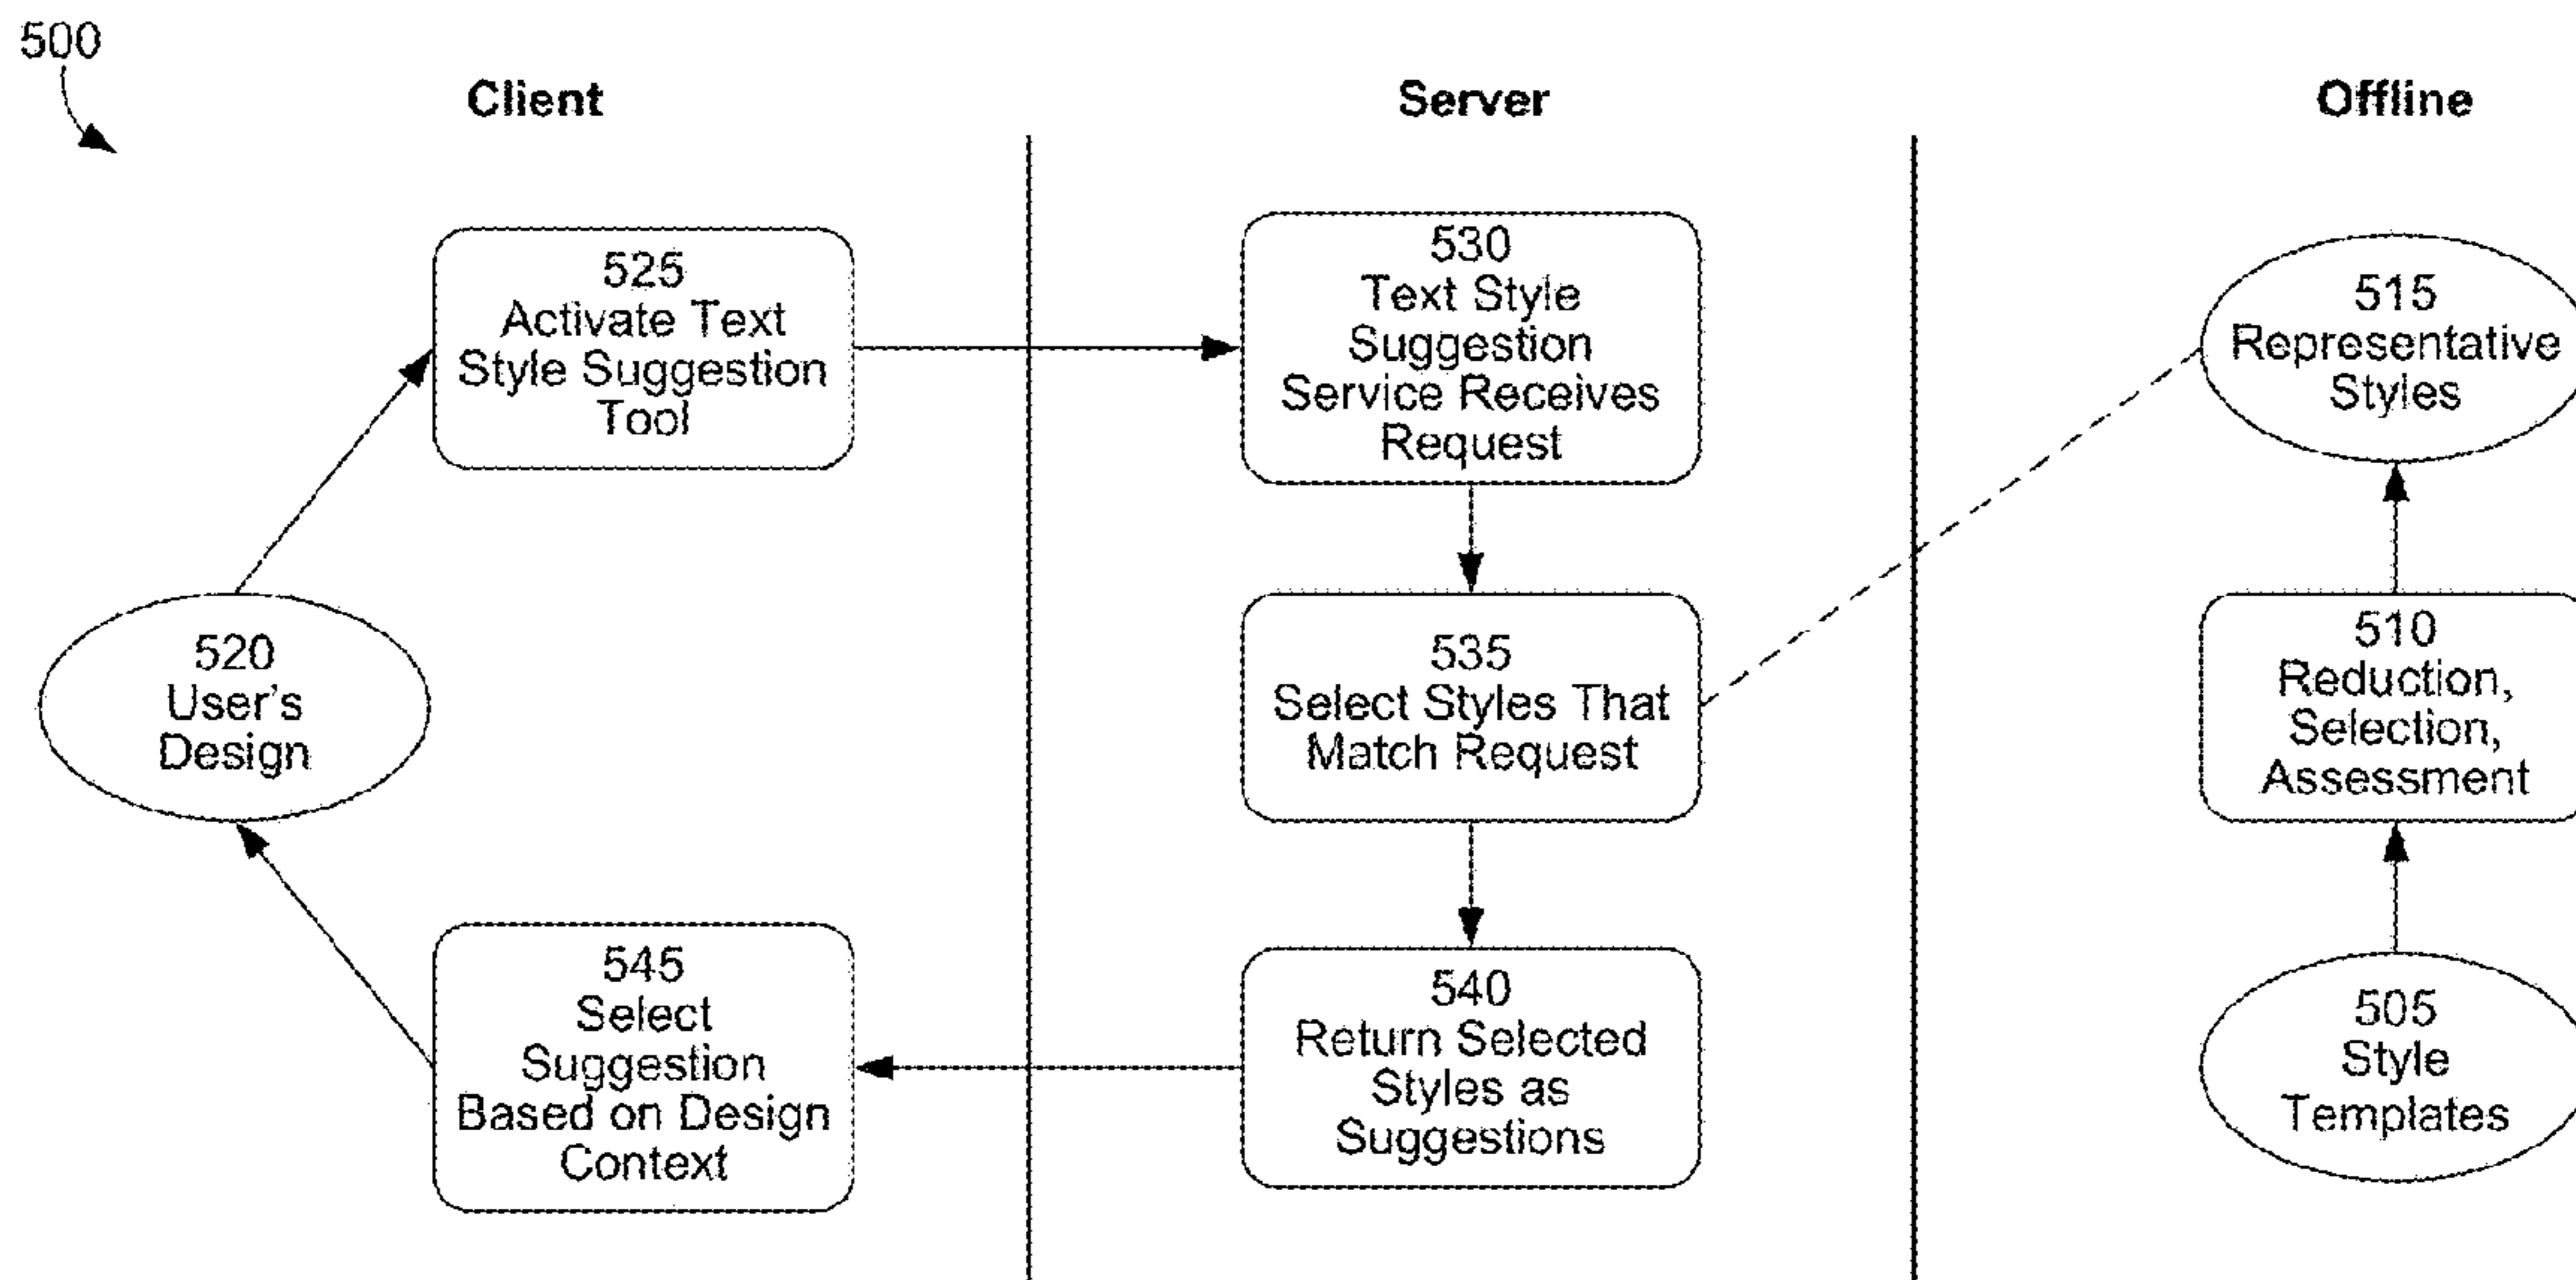 500
Client
Server
Offline
525
Activate Text
Style Suggestion
Tool
530
Text Style
Suggestion
Service Receives
Request
515
Representative
Styles
520
User's
Design
535
Select Styles That
Match Request
510
Reduction,
Selection,
Assessment
545
Select
Suggestion
Based on Design
Context
540
Return Selected
Styles as
Suggestions
505
Style
Templates